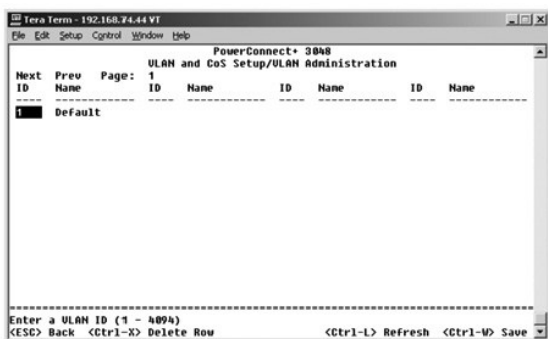 Tera Term - 192.168.74.44 VT
File Edit Setup Control Window Help
PowerConnect+ 3048
VLAN and CoS Setup/VLAN Administration
Next Prev Page: 1
ID Name ID Name ID Name ID Name
---- ------------ ---- ------------ ---- ------------ ---- ------------
1 Default
================================================================================
Enter a VLAN ID (1 - 4094)
<ESC> Back <Ctrl-X> Delete Row <Ctrl-L> Refresh <Ctrl-W> Save